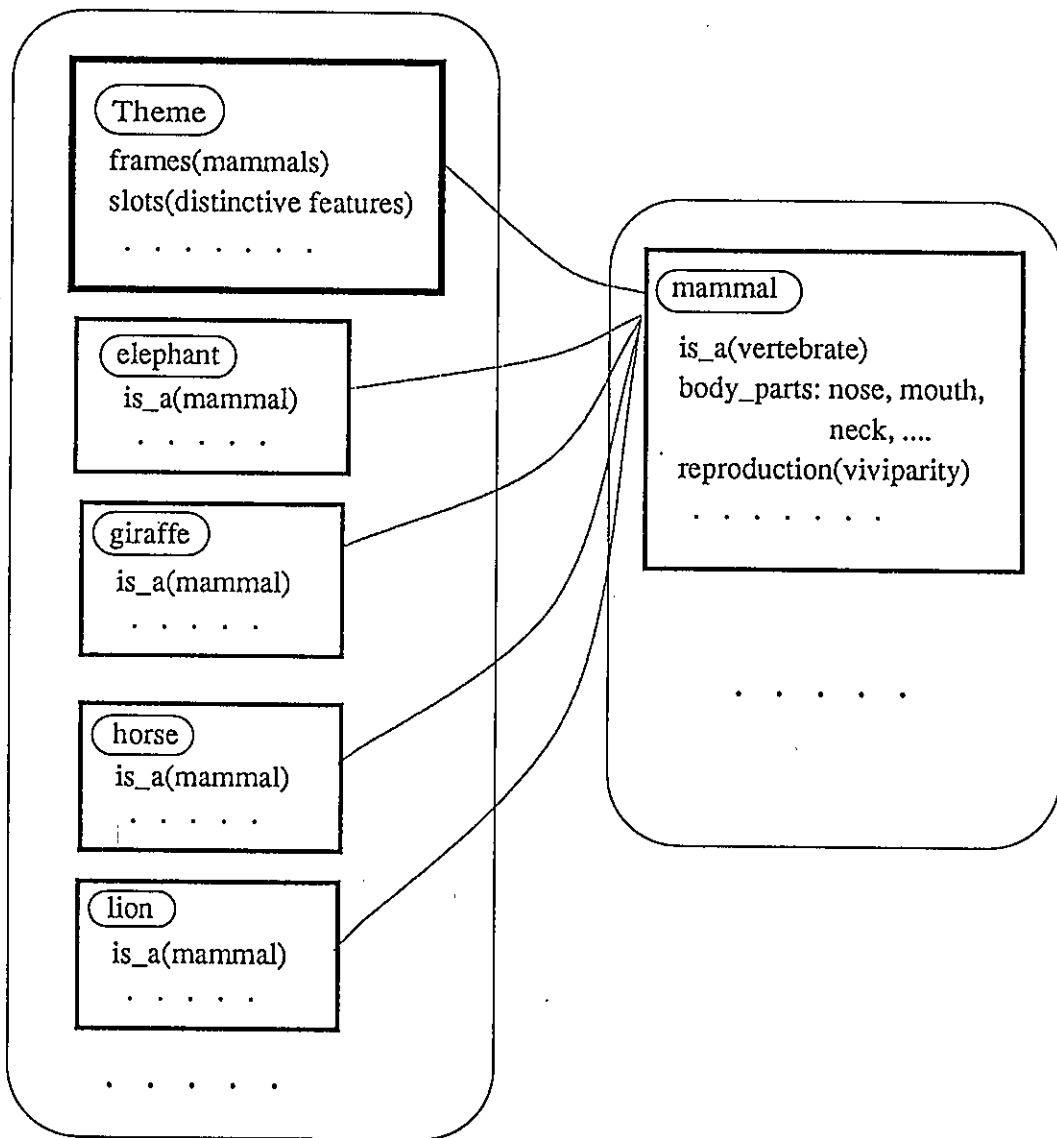 Theme
frames(mammals)
slots(distinctive features)
. . . . . . .
elephant
is_a(mammal)
. . . . .
giraffe
is_a(mammal)
. . . . .
horse
is_a(mammal)
. . . . .
lion
is_a(mammal)
. . . . .
. . . . .
mammal
is_a(vertebrate)
body_parts: nose, mouth,
neck, ....
reproduction(viviparity)
. . . . . . .
. . . . .